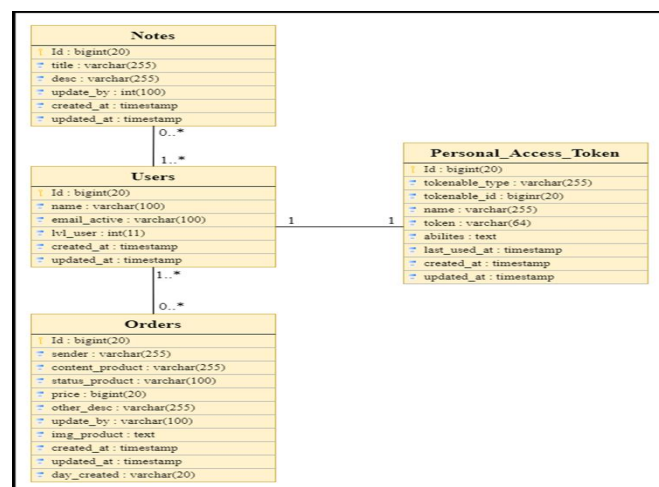 Notes
Id : bigint(20)
title : varchar(255)
desc : varchar(255)
update_by : int(100)
created_at : timestamp
updated_at : timestamp
0..*
1..*
Users
Id : bigint(20)
name : varchar(100)
email_active : varchar(100)
lvl_user : int(11)
created_at : timestamp
updated_at : timestamp
1
1
Personal_Access_Token
Id : bigint(20)
tokenable_type : varchar(255)
tokenable_id : biginr(20)
name : varchar(255)
token : varchar(64)
abilites : text
last_used_at : timestamp
created_at : timestamp
updated_at : timestamp
1..*
0..*
Orders
Id : bigint(20)
sender : varchar(255)
content_product : varchar(255)
status_product : varchar(100)
price : bigint(20)
other_desc : varchar(255)
update_by : varchar(100)
img_product : text
created_at : timestamp
updated_at : timestamp
day_created : varchar(20)